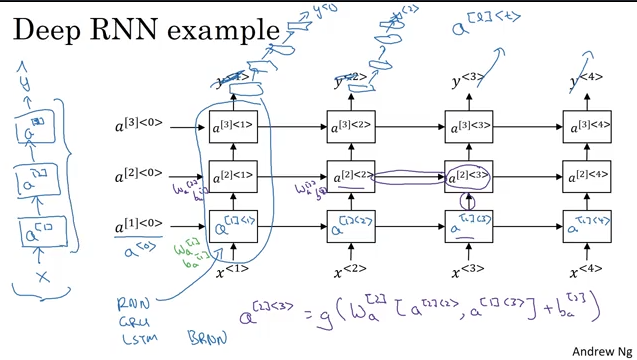 Deep RNN example
a^{[l]<t>}
ŷ y<1> y<2> y<3> y<4>
a^{[3]} a^{[3]<0>} a^{[3]<1>} a^{[3]<2>} a^{[3]<3>} a^{[3]<4>}
a^{[2]} a^{[2]<0>} a^{[2]<1>} a^{[2]<2>} a^{[2]<3>} a^{[2]<4>}
W_a^{[2]} b_a^{[2]}
a^{[1]} a^{[1]<0>} a^{[1]<1>} a^{[1]<2>} a^{[1]<3>} a^{[1]<4>}
a^{<0>} W_a^{[1]} b_a^{[1]}
x x<1> x<2> x<3> x<4>
RNN
GRU
LSTM BRNN
a^{[2]<3>} = g(W_a^{[2]} [a^{[2]<2>}, a^{[1]<3>}] + b_a^{[2]})
Andrew Ng